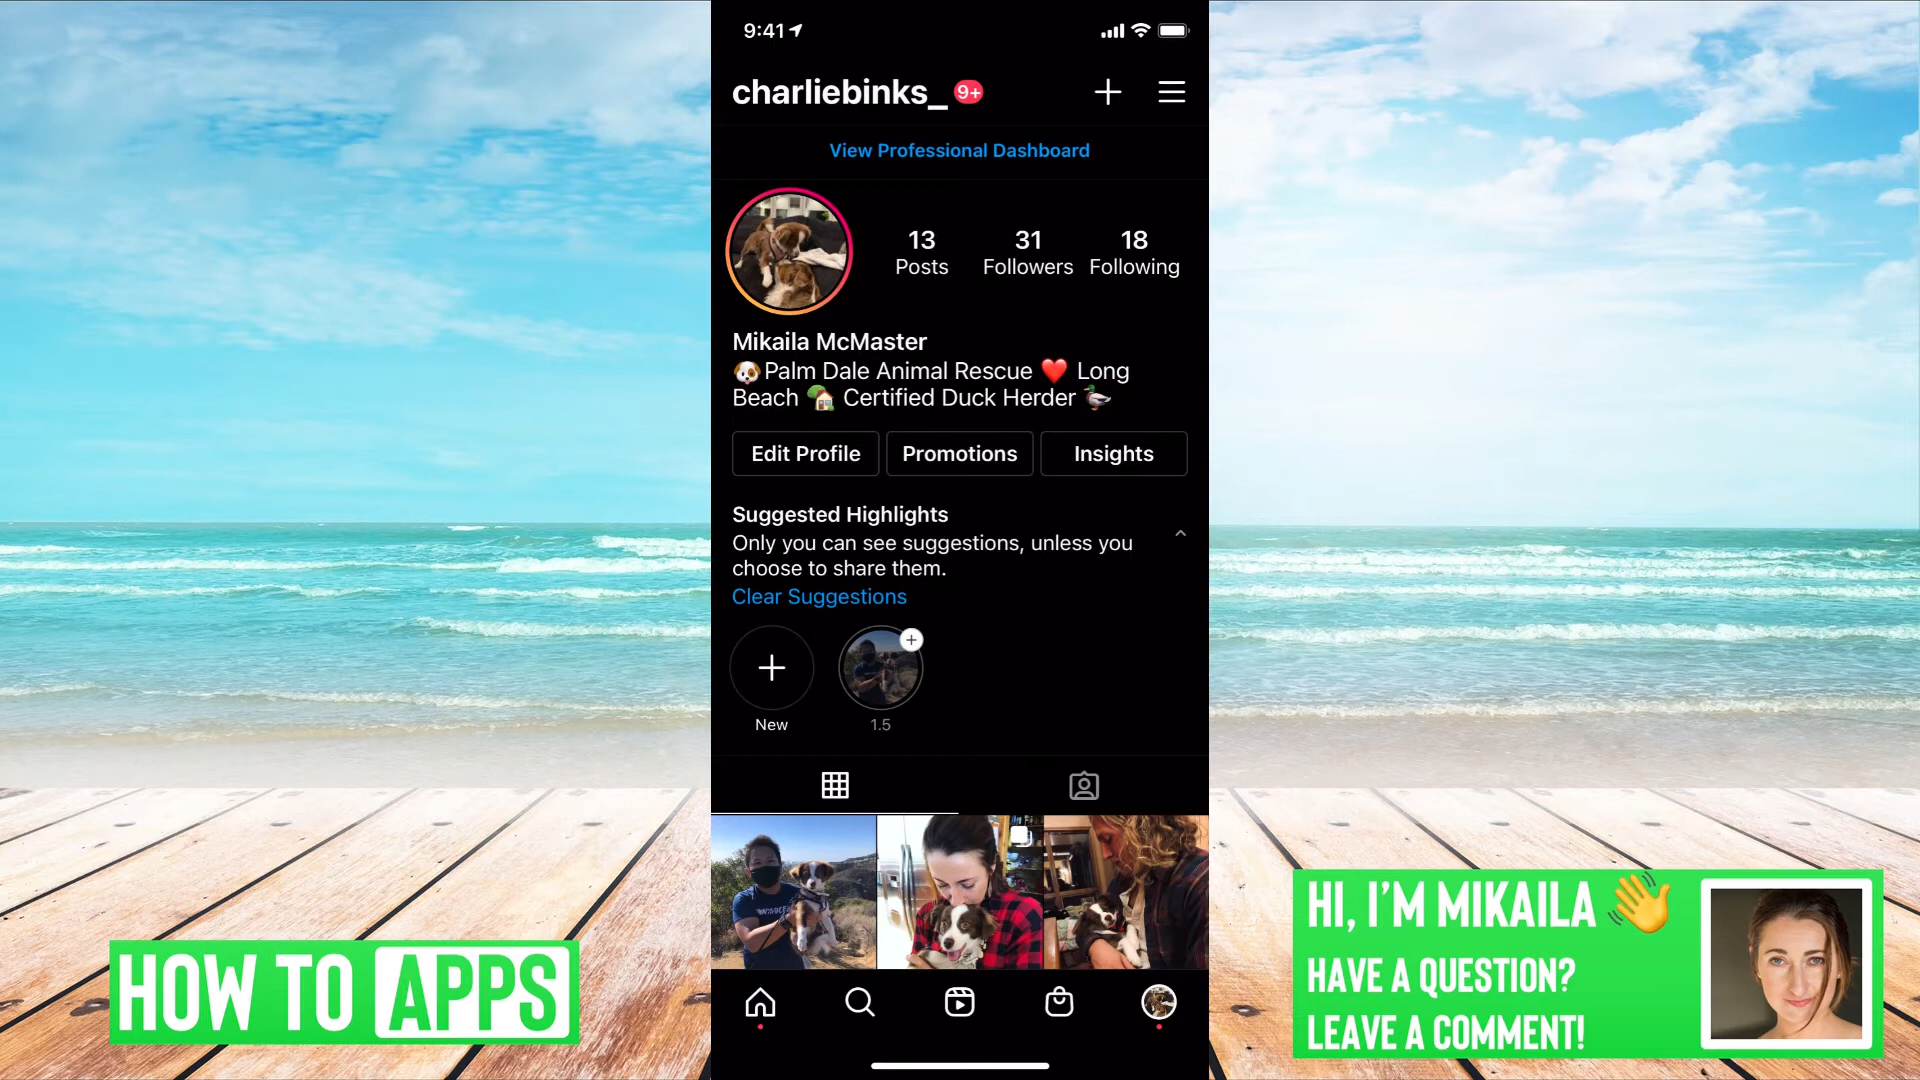 9:41
charliebinks_ 9+
View Professional Dashboard
13 31 18
Posts Followers Following
Mikaila McMaster
🐶Palm Dale Animal Rescue ❤️ Long
Beach 🏡 Certified Duck Herder 🦆
Edit Profile Promotions Insights
Suggested Highlights
Only you can see suggestions, unless you
choose to share them.
Clear Suggestions
New 1.5
HOW TO APPS
HI, I'M MIKAILA 👋
HAVE A QUESTION?
LEAVE A COMMENT!